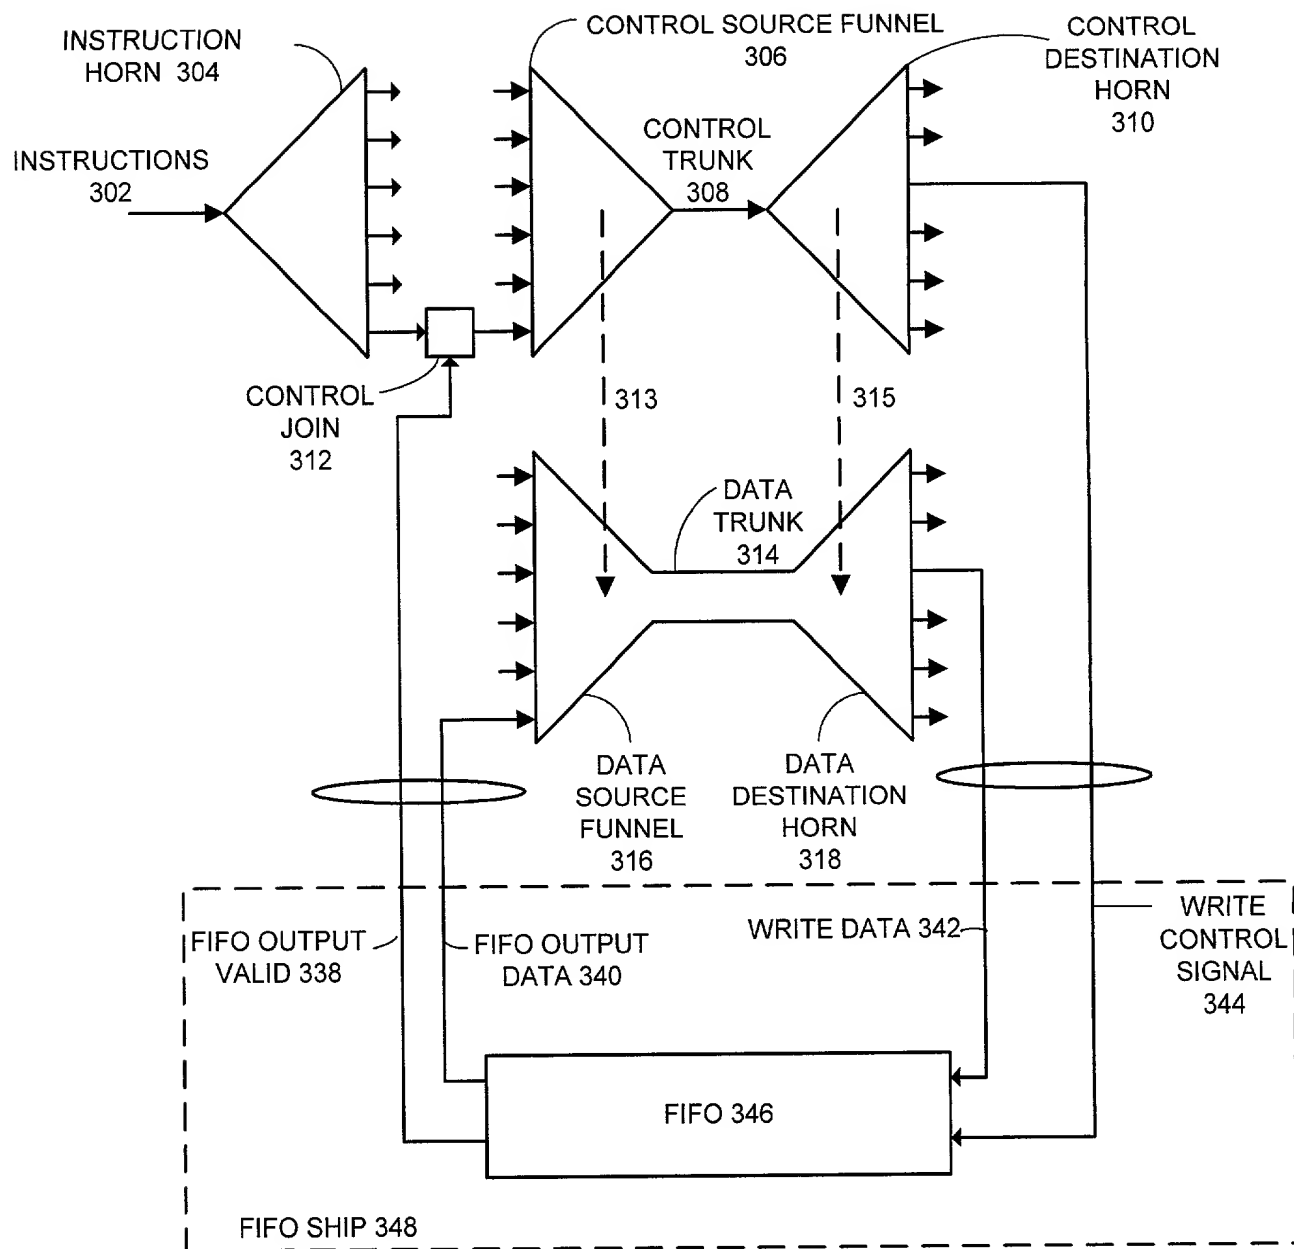 INSTRUCTION
HORN 304
CONTROL SOURCE FUNNEL
306
CONTROL
DESTINATION
HORN
310
INSTRUCTIONS
302
CONTROL
TRUNK
308
CONTROL
JOIN
312
313
315
DATA
TRUNK
314
DATA
SOURCE
FUNNEL
316
DATA
DESTINATION
HORN
318
FIFO OUTPUT
VALID 338
FIFO OUTPUT
DATA 340
WRITE DATA 342
WRITE
CONTROL
SIGNAL
344
FIFO 346
FIFO SHIP 348